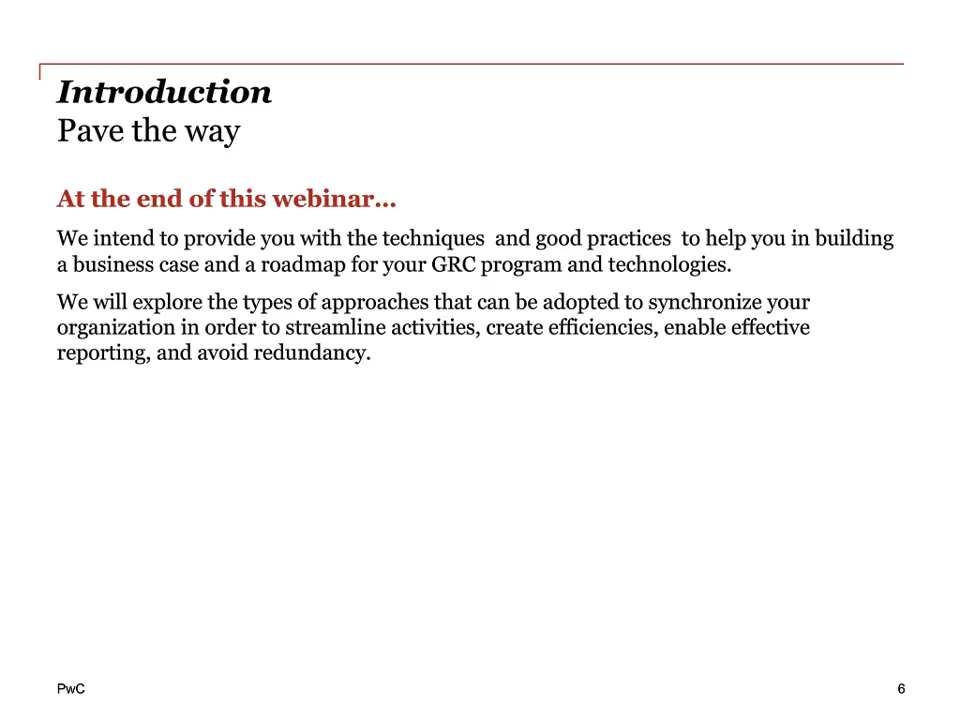 Introduction
Pave the way
At the end of this webinar...
We intend to provide you with the techniques  and good practices  to help you in building
a business case and a roadmap for your GRC program and technologies.
We will explore the types of approaches that can be adopted to synchronize your
organization in order to streamline activities, create efficiencies, enable effective
reporting, and avoid redundancy.
PwC
6